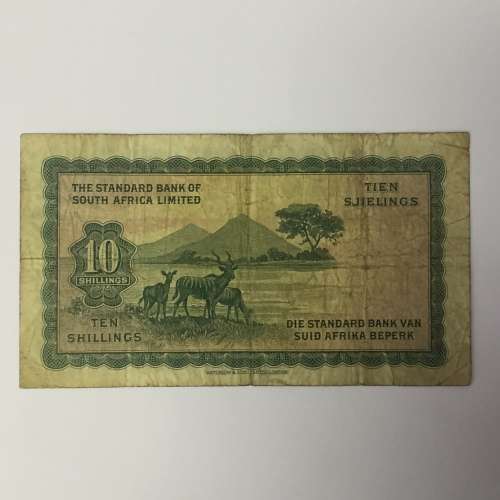 THE STANDARD BANK OF
SOUTH AFRICA LIMITED
TIEN
SJIELINGS
10
SHILLINGS
TEN
SHILLINGS
DIE STANDARD BANK VAN
SUID AFRIKA BEPERK
WATERLOW &